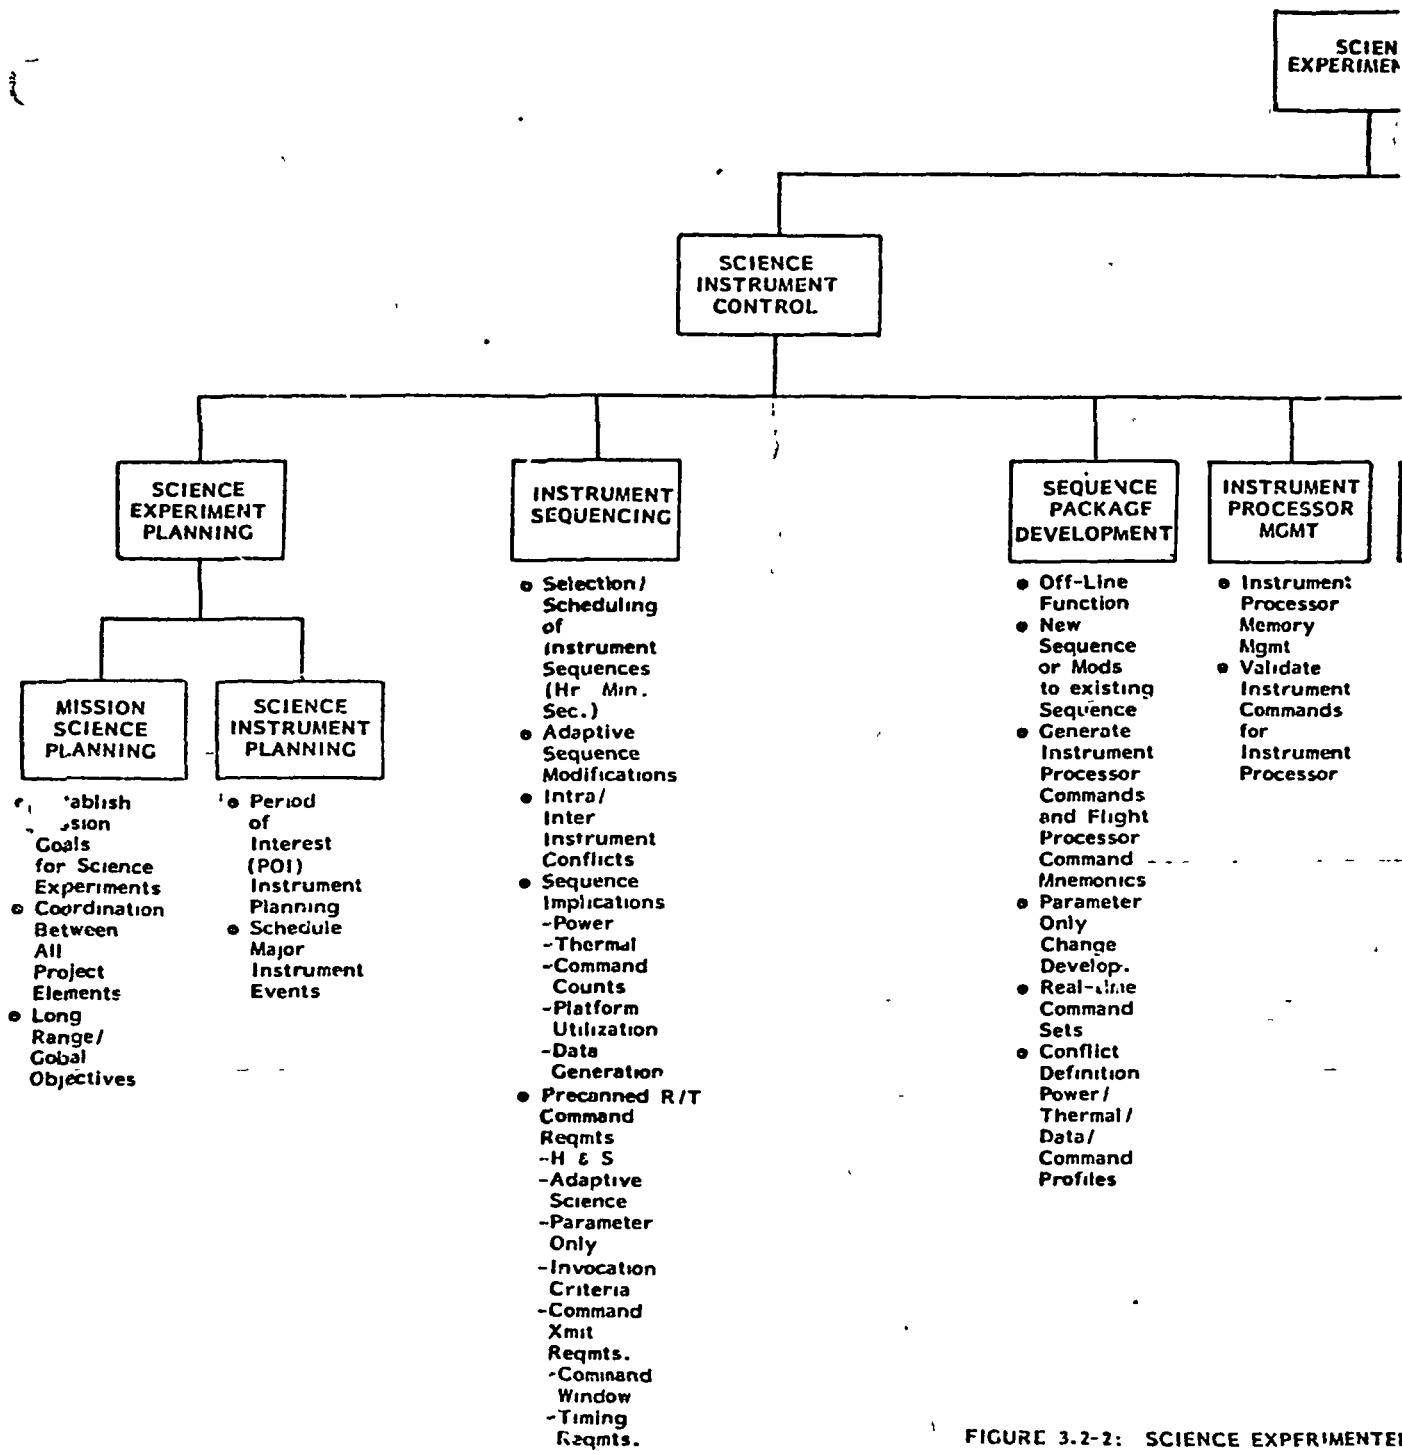 SCIEN
EXPERIMEN
SCIENCE
INSTRUMENT
CONTROL
SCIENCE
EXPERIMENT
PLANNING
INSTRUMENT
SEQUENCING
SEQUENCE
PACKAGE
DEVELOPMENT
INSTRUMENT
PROCESSOR
MGMT
MISSION
SCIENCE
PLANNING
SCIENCE
INSTRUMENT
PLANNING
ablish
sion
Goals
for Science
Experiments
• Coordination
Between
All
Project
Elements
• Long
Range/
Gobal
Objectives
• Period
of
Interest
(POI)
Instrument
Planning
• Schedule
Major
Instrument
Events
• Selection/
Scheduling
of
Instrument
Sequences
(Hr Min.
Sec.)
• Adaptive
Sequence
Modifications
• Intra/
Inter
Instrument
Conflicts
• Sequence
Implications
-Power
-Thermal
-Command
Counts
-Platform
Utilization
-Data
Generation
• Precanned R/T
Command
Reqmts
-H & S
-Adaptive
Science
-Parameter
Only
-Invocation
Criteria
-Command
Xmit
Reqmts.
-Command
Window
-Timing
Reqmts.
• Off-Line
Function
• New
Sequence
or Mods
to existing
Sequence
• Generate
Instrument
Processor
Commands
and Flight
Processor
Command
Mnemonics
• Parameter
Only
Change
Develop.
• Real-time
Command
Sets
• Conflict
Definition
Power/
Thermal/
Data/
Command
Profiles
• Instrument
Processor
Memory
Mgmt
• Validate
Instrument
Commands
for
Instrument
Processor
FIGURE 3.2-2: SCIENCE EXPERIMENTE